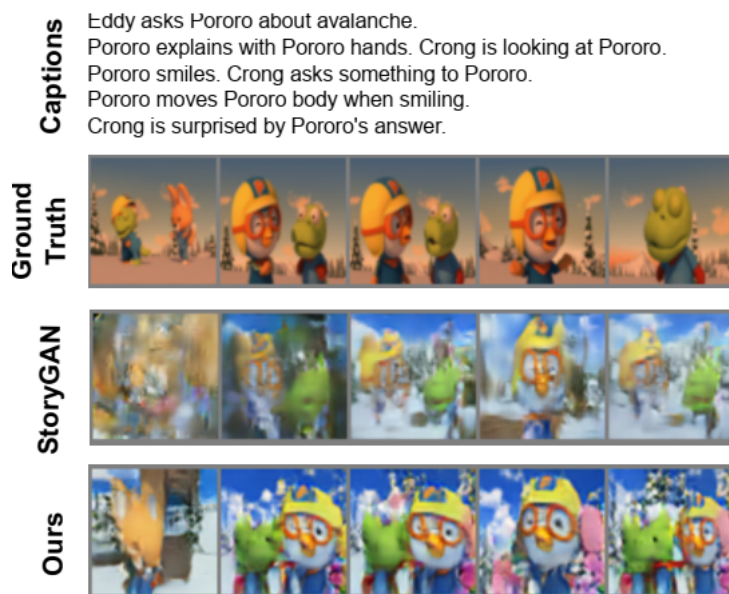 Captions
Eddy asks Pororo about avalanche.
Pororo explains with Pororo hands. Crong is looking at Pororo.
Pororo smiles. Crong asks something to Pororo.
Pororo moves Pororo body when smiling.
Crong is surprised by Pororo's answer.
Ground
Truth
StoryGAN
Ours